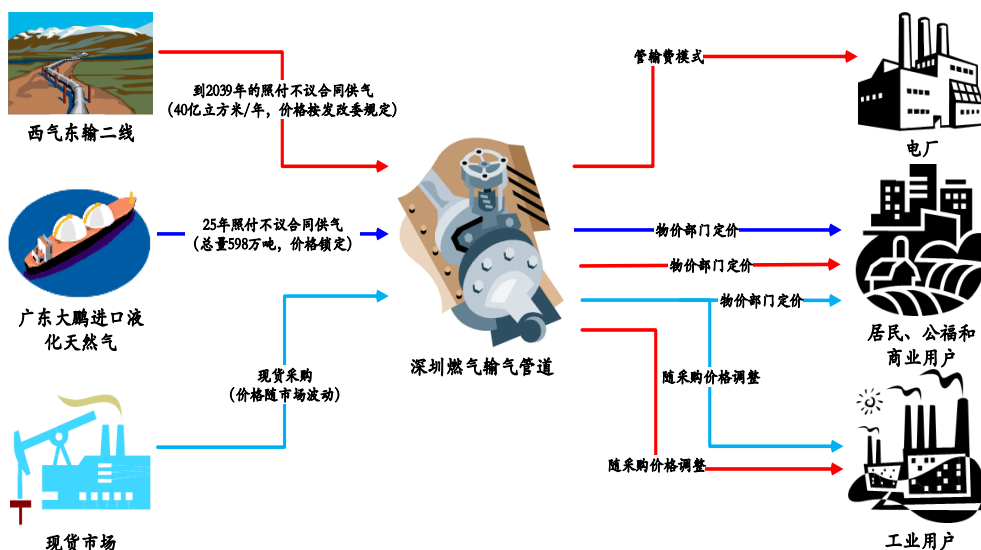 到2039年的照付不议合同供气
（40亿立方米/年，价格按发改委规定）
西气东输二线
管输费模式
电厂
25年照付不议合同供气
（总量598万吨，价格锁定）
广东大鹏进口液
化天然气
物价部门定价
物价部门定价
物价部门定价
居民、公福和
商业用户
深圳燃气输气管道
现货采购
（价格随市场波动）
随采购价格调整
随采购价格调整
现货市场
工业用户